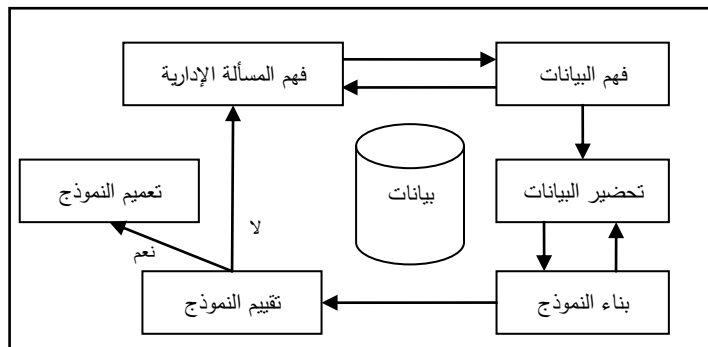 فهم المسألة الإدارية
فهم البيانات
تحضير البيانات
بيانات
تعميم النموذج
لا
نعم
بناء النموذج
تقييم النموذج